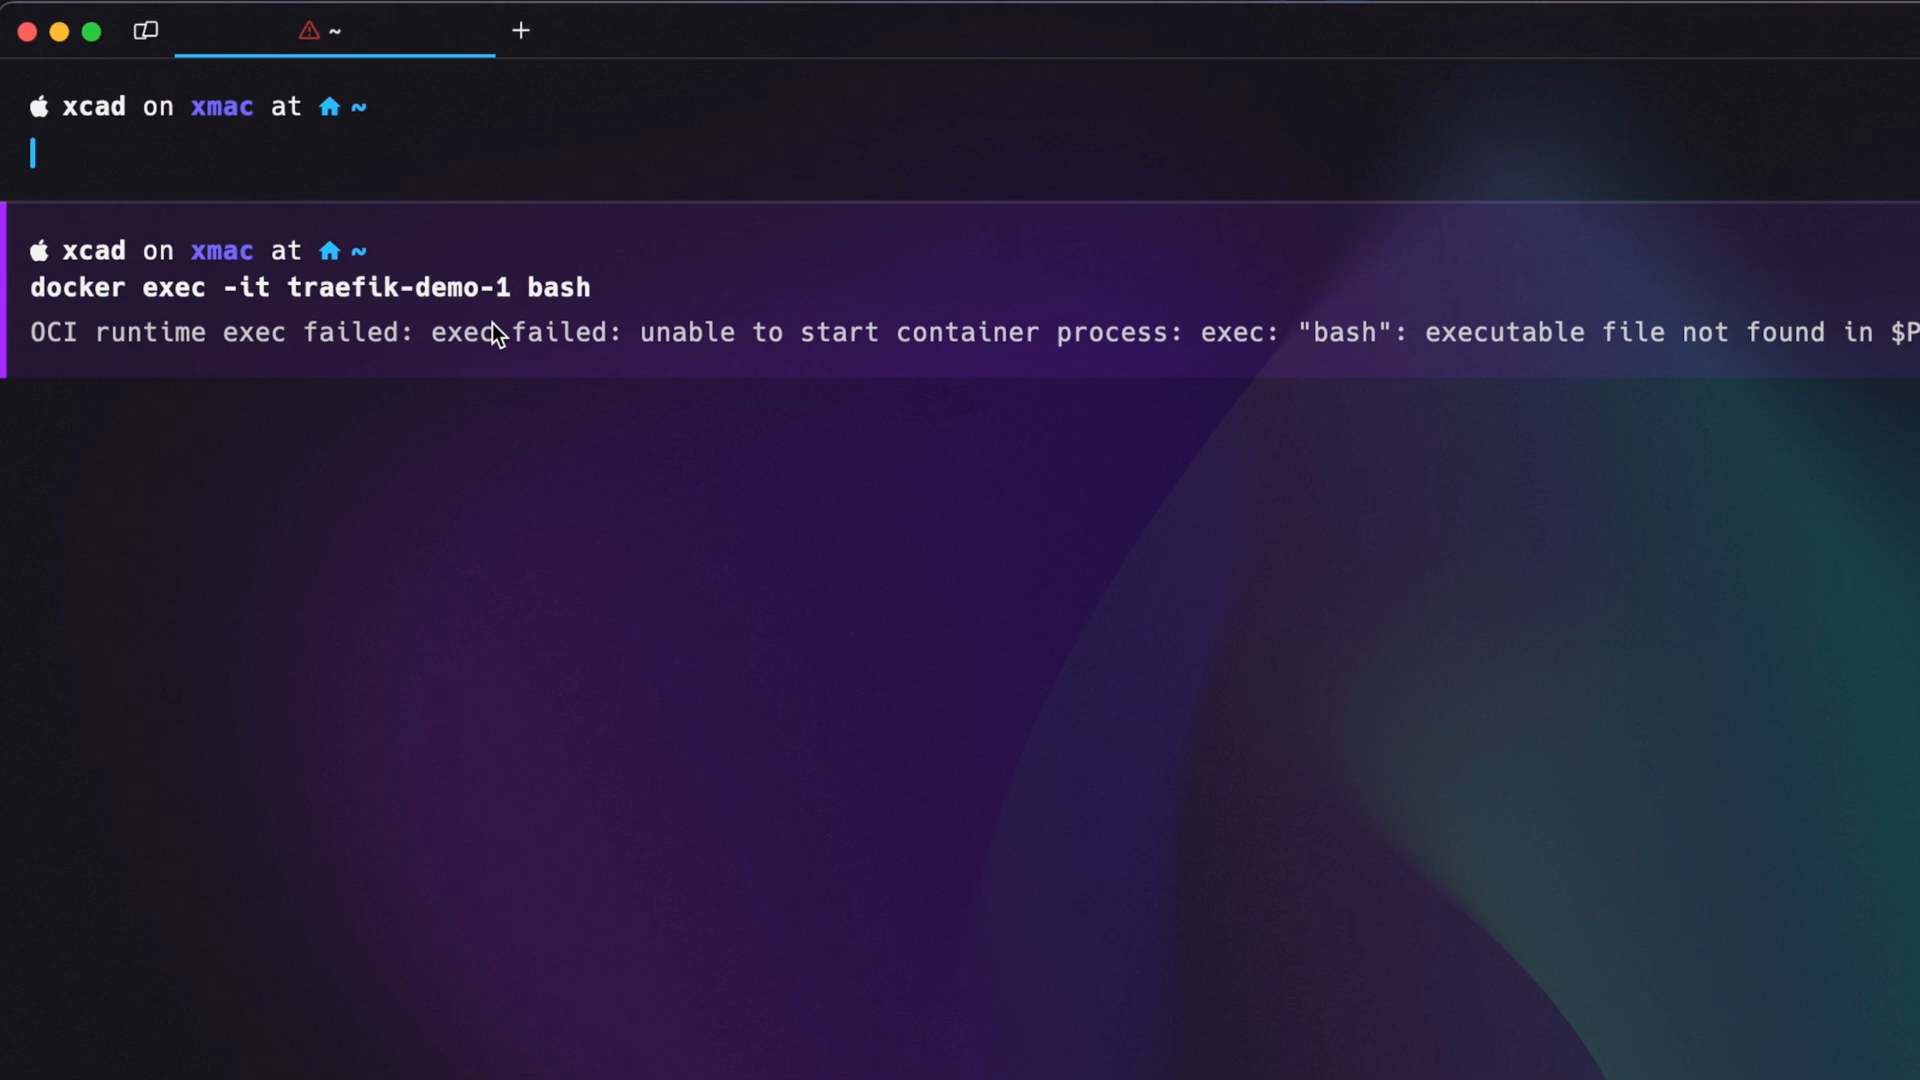 ~
xcad on xmac at ~
xcad on xmac at ~
docker exec -it traefik-demo-1 bash
OCI runtime exec failed: exec failed: unable to start container process: exec: "bash": executable file not found in $P